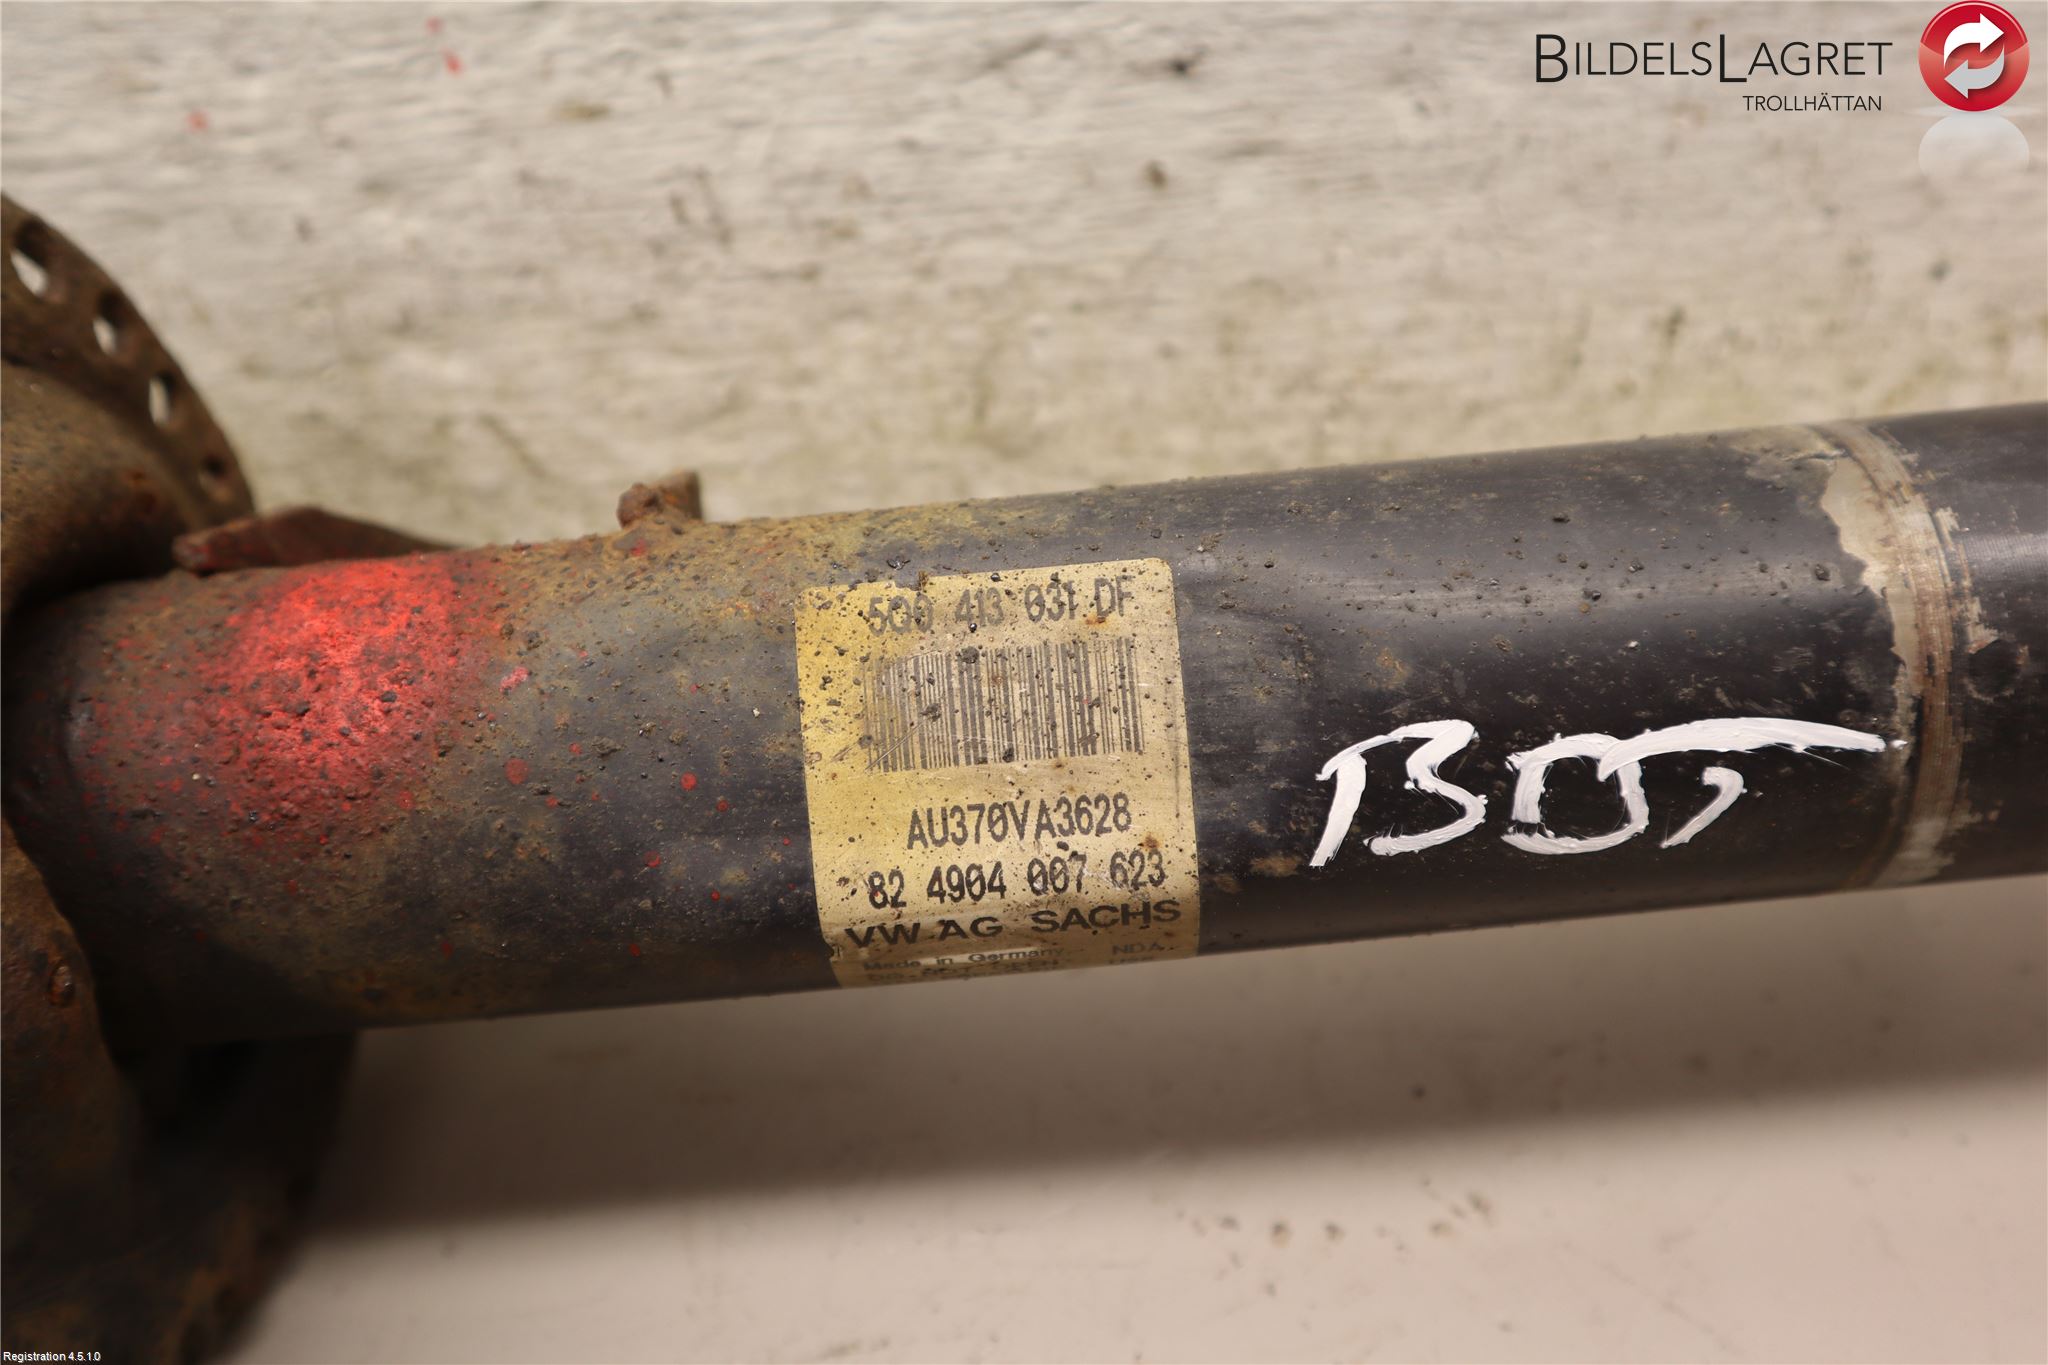 BILDELSLAGRET
TROLLHÄTTAN
5Q0 413 031 DF
AU370VA3628
82 4904 007 623
VW AG SACHS
Made in Germany NDA
Registration 4.5.1.0